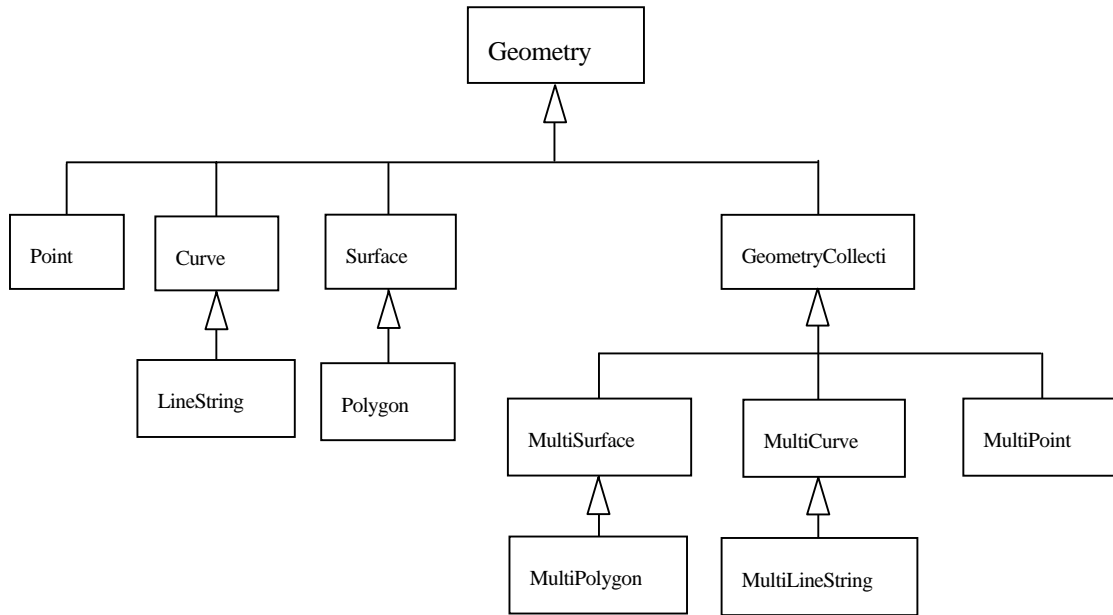 Geometry
Point
Curve
Surface
GeometryCollecti
LineString
Polygon
MultiSurface
MultiCurve
MultiPoint
MultiPolygon
MultiLineString